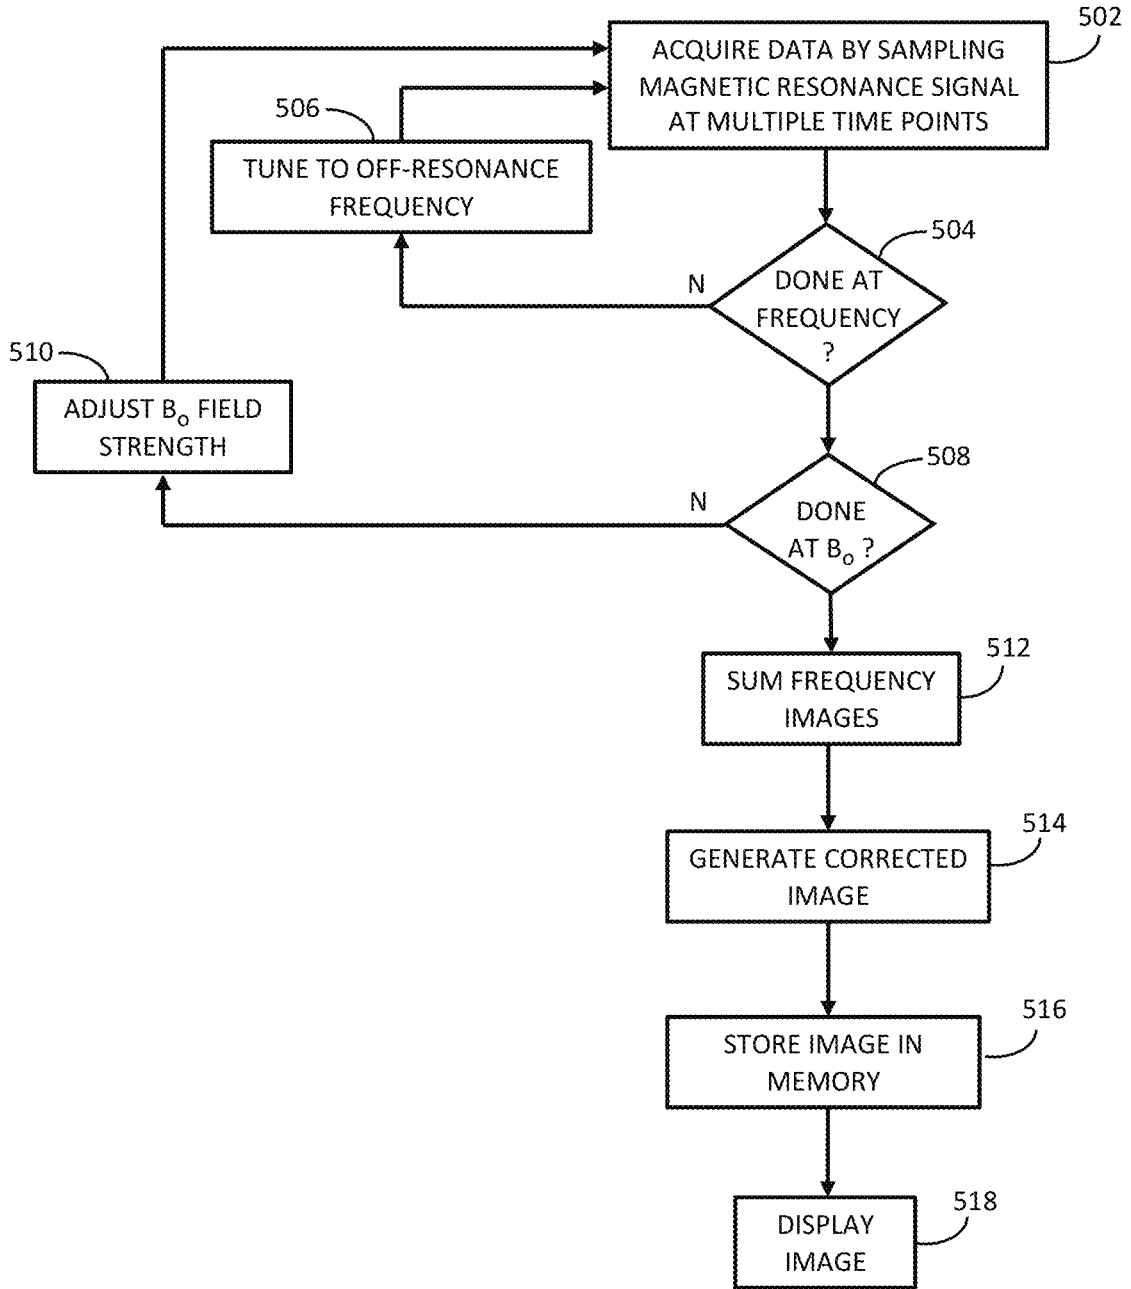 502
ACQUIRE DATA BY SAMPLING
MAGNETIC RESONANCE SIGNAL
AT MULTIPLE TIME POINTS
506
TUNE TO OFF-RESONANCE
FREQUENCY
504
N
DONE AT
FREQUENCY
?
510
ADJUST B₀ FIELD
STRENGTH
508
N
DONE
AT B₀ ?
512
SUM FREQUENCY
IMAGES
514
GENERATE CORRECTED
IMAGE
516
STORE IMAGE IN
MEMORY
518
DISPLAY
IMAGE